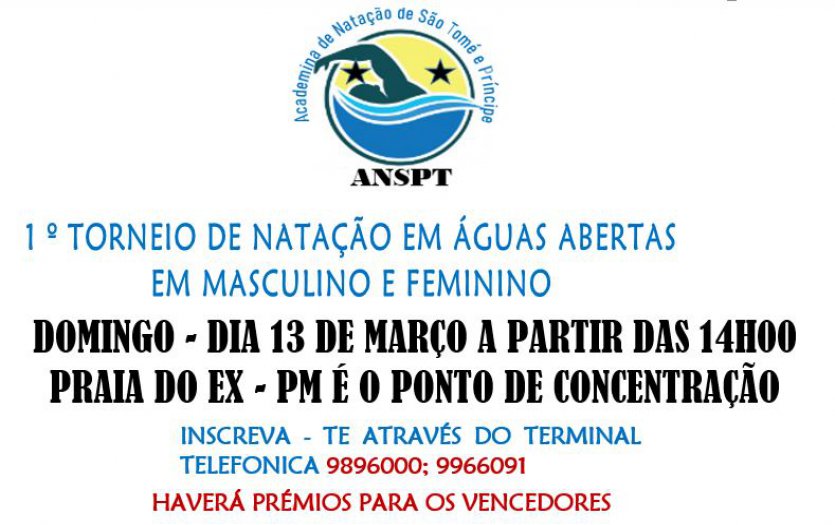 Academina de Natação de São Tomé e Príncipe
ANSPT
1 º TORNEIO DE NATAÇÃO EM ÁGUAS ABERTAS
EM MASCULINO E FEMININO
DOMINGO - DIA 13 DE MARÇO A PARTIR DAS 14H00
PRAIA DO EX - PM É O PONTO DE CONCENTRAÇÃO
INSCREVA - TE ATRAVÉS DO TERMINAL
TELEFONICA 9896000; 9966091
HAVERÁ PRÉMIOS PARA OS VENCEDORES